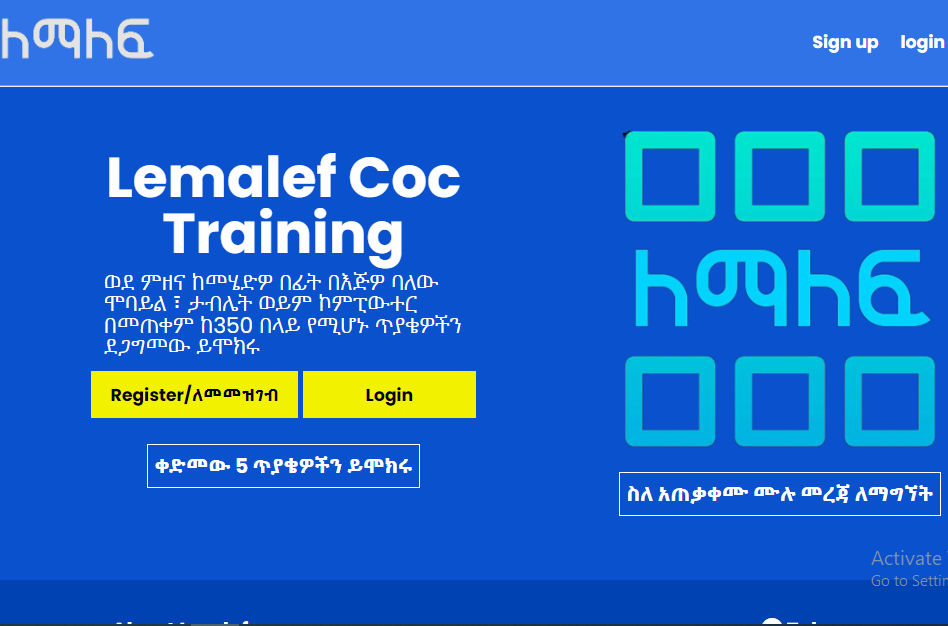 ለማለፍ
Sign up login
Lemalef Coc
Training
ወደ ምዘና ከመሄድዎ በፊት በእጅዎ ባለው
ሞባይል ፣ ታብሌት ወይም ኮምፒውተር
በመጠቀም ከ350 በላይ የሚሆኑ ጥያቄዎችን
ደጋግመው ይሞክሩ
Register/ለመመዝገብ
Login
ቀድመው 5 ጥያቄዎችን ይሞክሩ
ለማለፍ
ስለ አጠቃቀሙ ሙሉ መረጃ ለማግኘት
Activate
Go to Settin